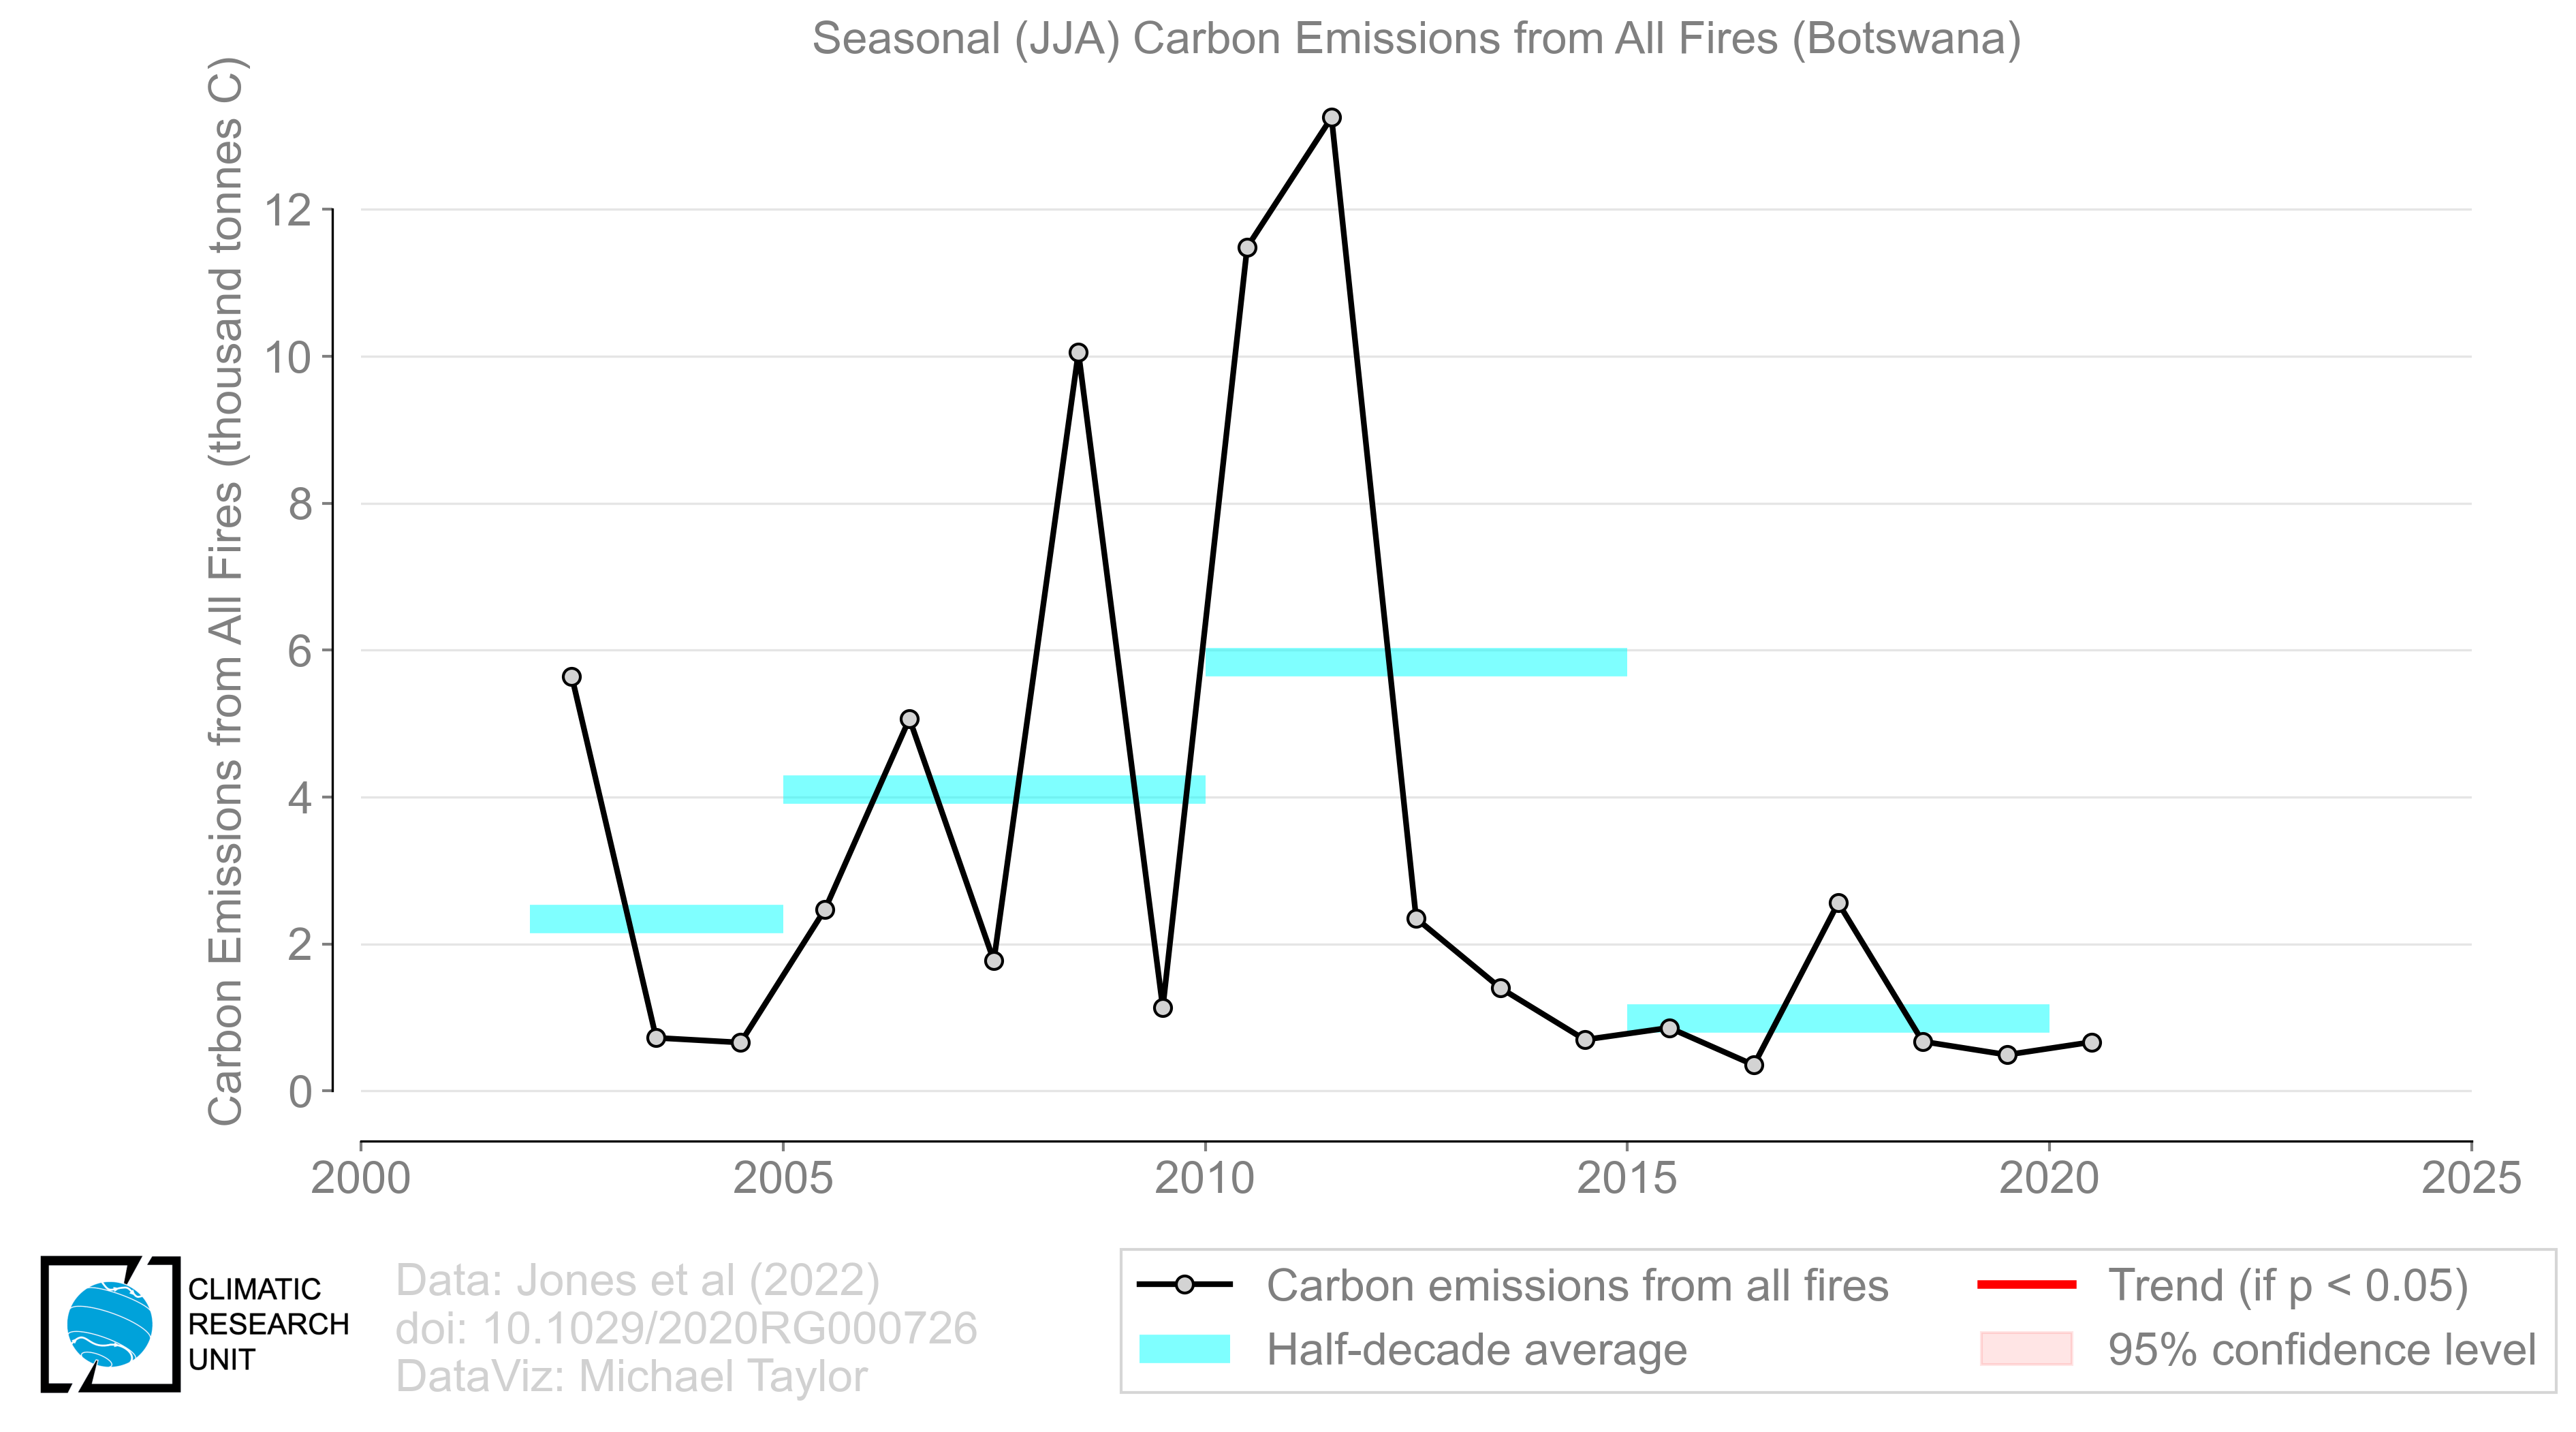 Seasonal (JJA) Carbon Emissions from All Fires (Botswana)
Carbon Emissions from All Fires (thousand tonnes C)
12
10
8
6
4
2
0
2000 2005 2010 2015 2020 2025
CLIMATIC
RESEARCH
UNIT
Data: Jones et al (2022)
doi: 10.1029/2020RG000726
DataViz: Michael Taylor
Carbon emissions from all fires
Half-decade average
Trend (if p < 0.05)
95% confidence level